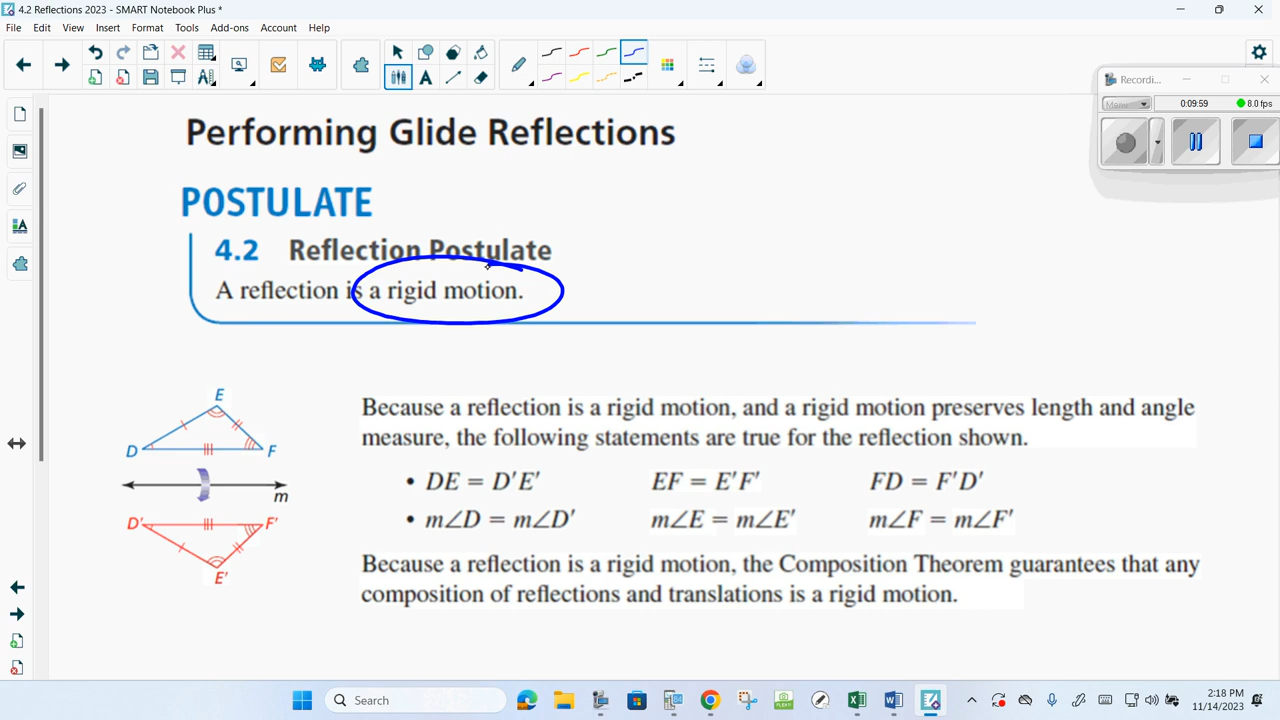 4.2 Reflections 2023 - SMART Notebook Plus *
File Edit View Insert Format Tools Add-ons Account Help
Recordi...
Menu
00:09:59
8.0 fps
Performing Glide Reflections
POSTULATE
4.2 Reflection Postulate
A reflection is a rigid motion.
E
D
F
m
D'
F'
E'
Because a reflection is a rigid motion, and a rigid motion preserves length and angle
measure, the following statements are true for the reflection shown.
• DE = D'E' EF = E'F' FD = F'D'
• m∠D = m∠D' m∠E = m∠E' m∠F = m∠F'
Because a reflection is a rigid motion, the Composition Theorem guarantees that any
composition of reflections and translations is a rigid motion.
Search
2:18 PM
11/14/2023